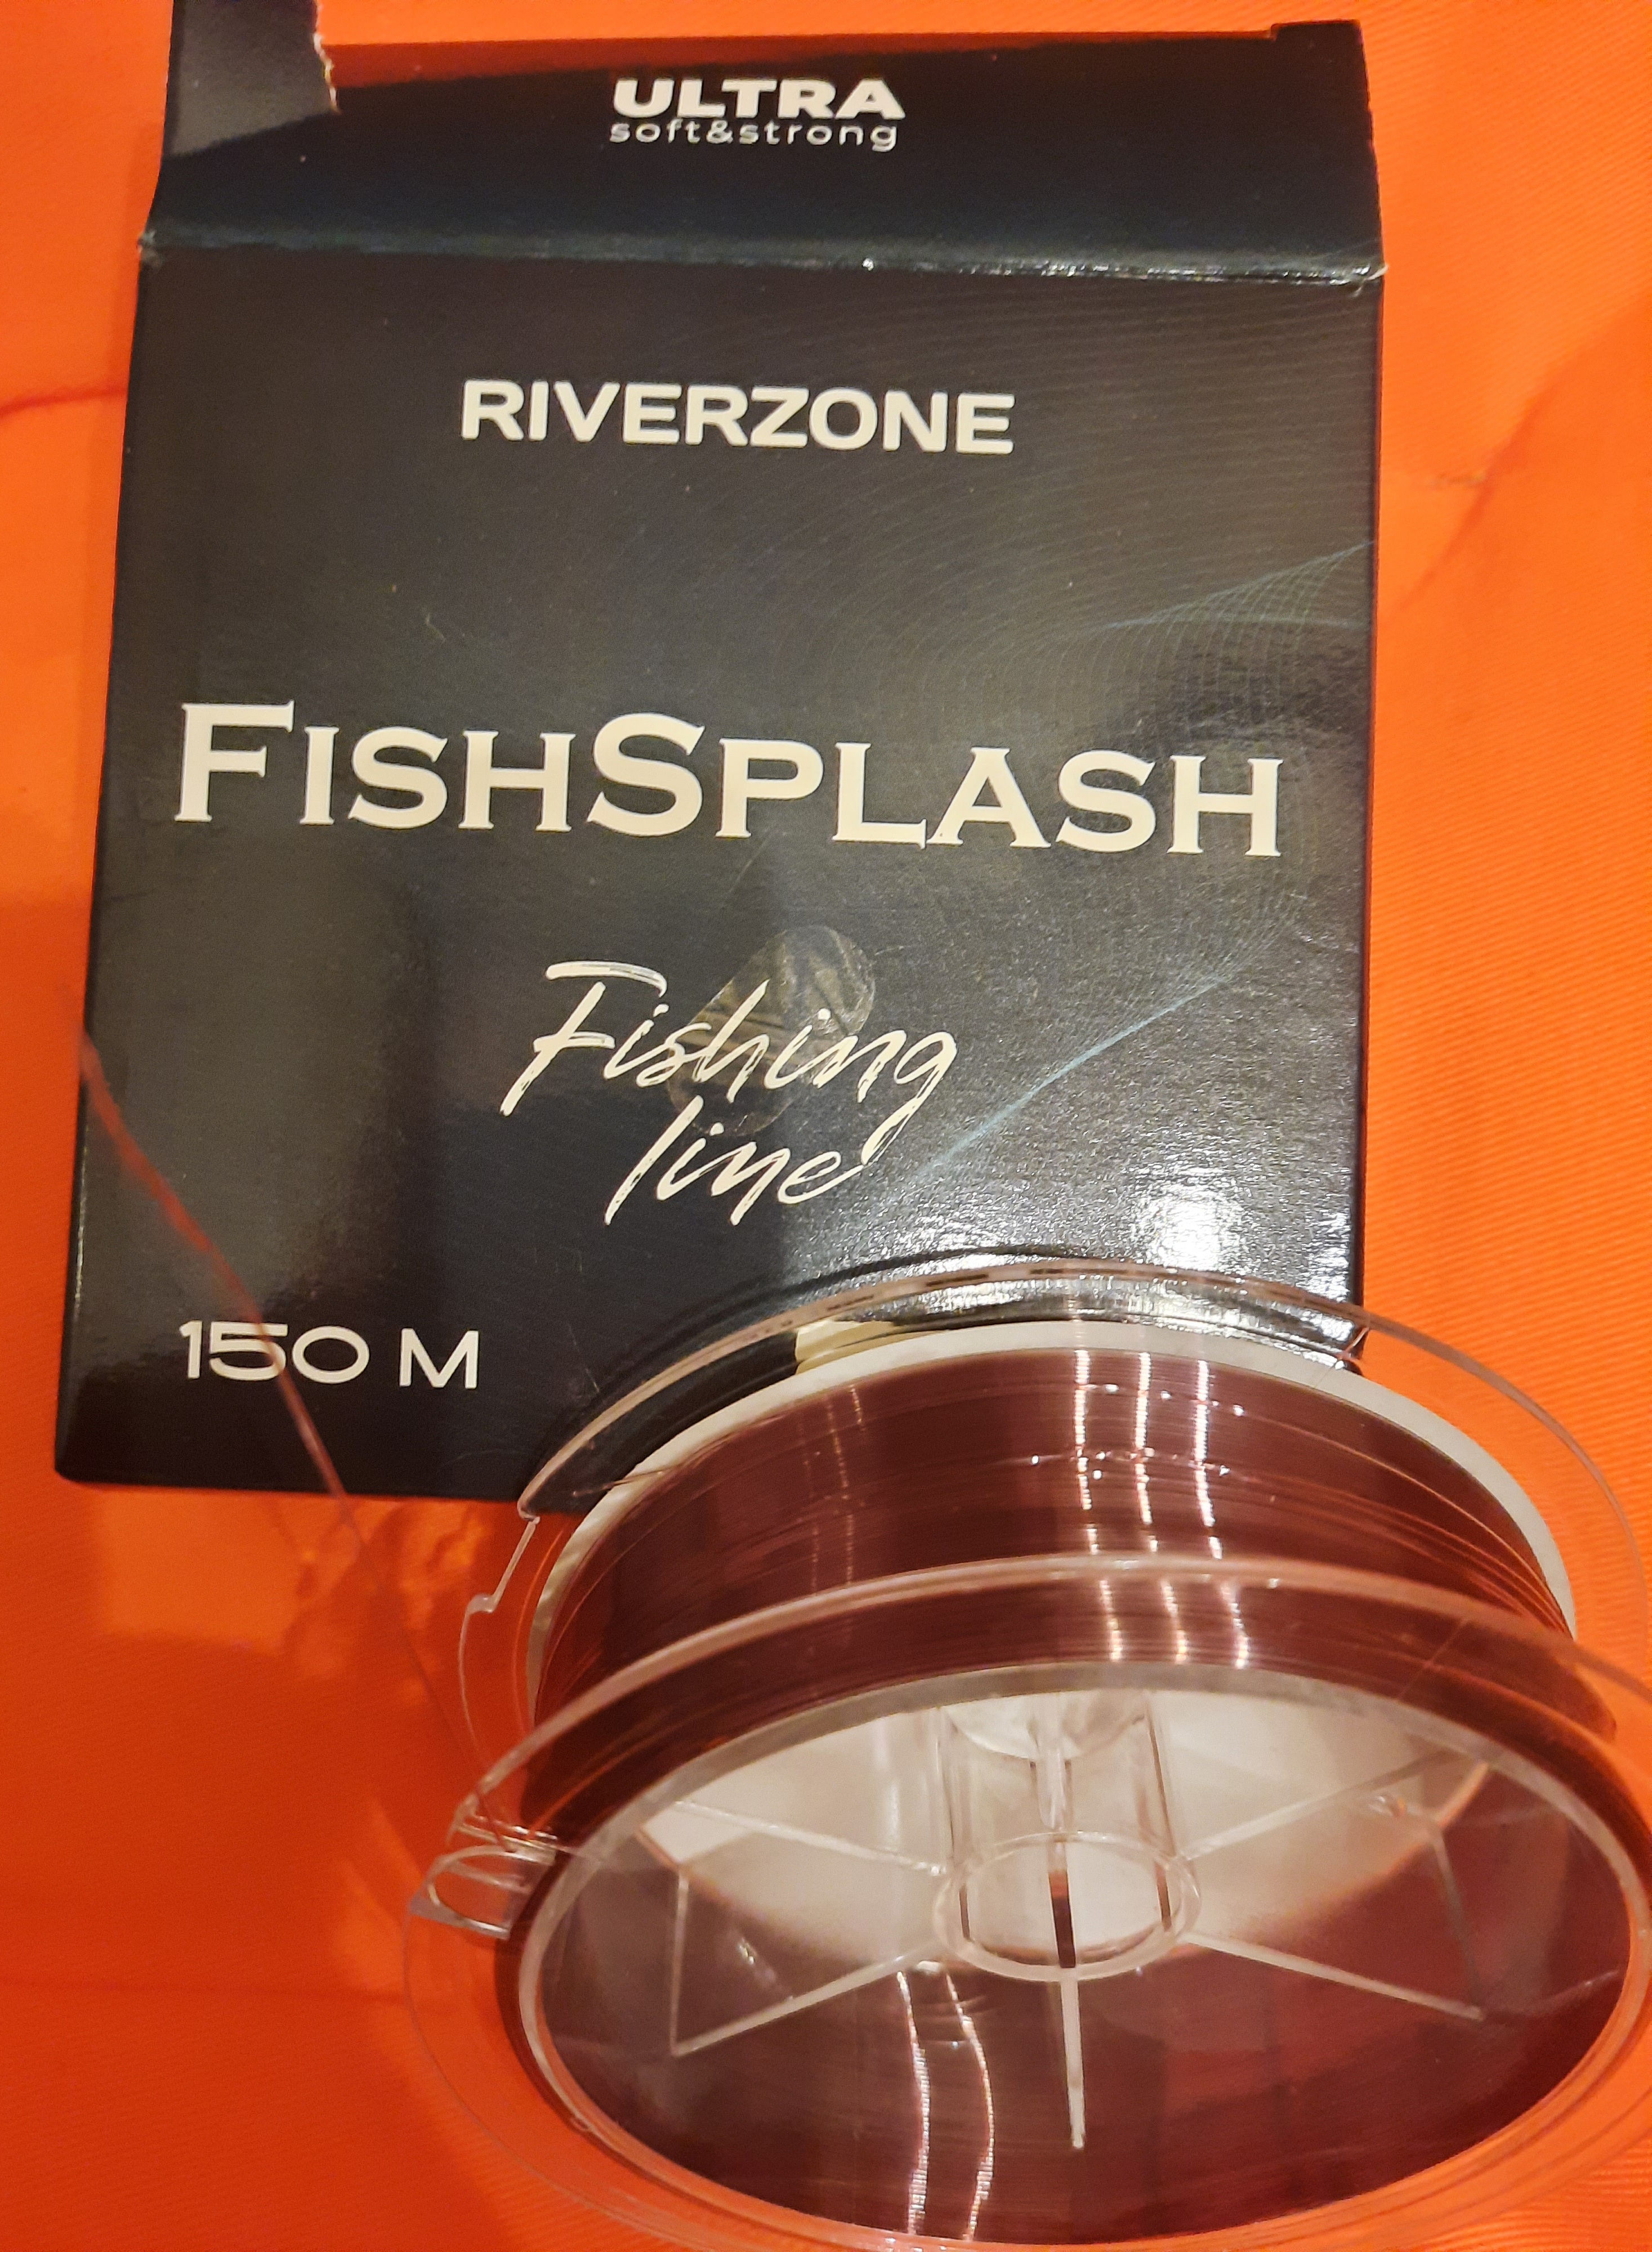 ULTRA
soft&strong
RIVERZONE
FISHSPLASH
Fishing
line
150 M